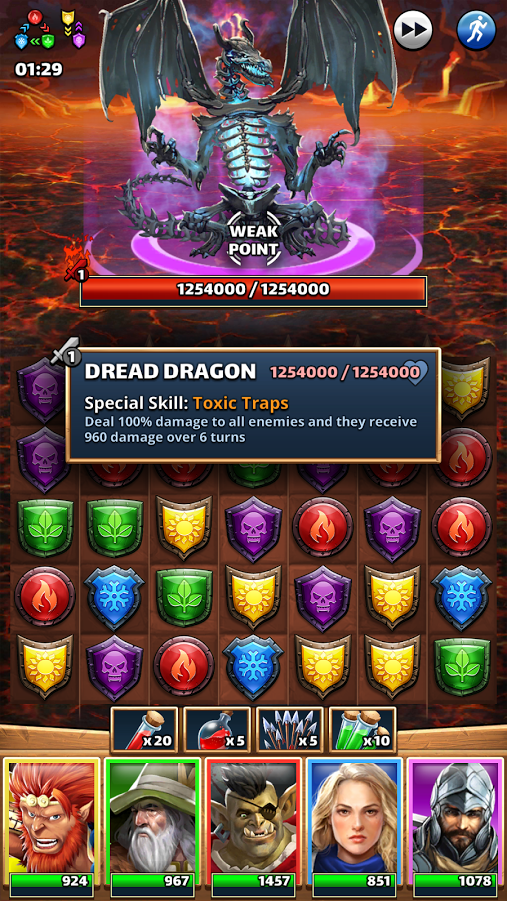 01:29
WEAK
POINT
1
1254000 / 1254000
1
DREAD DRAGON 1254000 / 1254000
Special Skill: Toxic Traps
Deal 100% damage to all enemies and they receive
960 damage over 6 turns
x20 x5 x5 x10
924 967 1457 851 1078